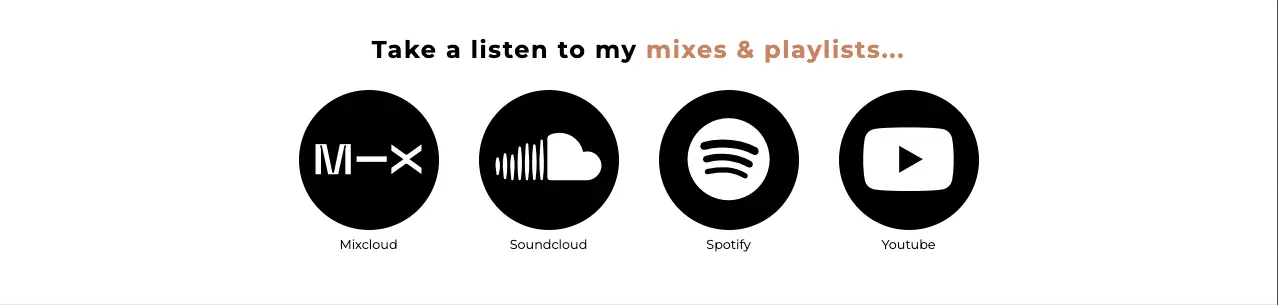 Take a listen to my mixes & playlists...
M–X
Mixcloud
Soundcloud
Spotify
Youtube